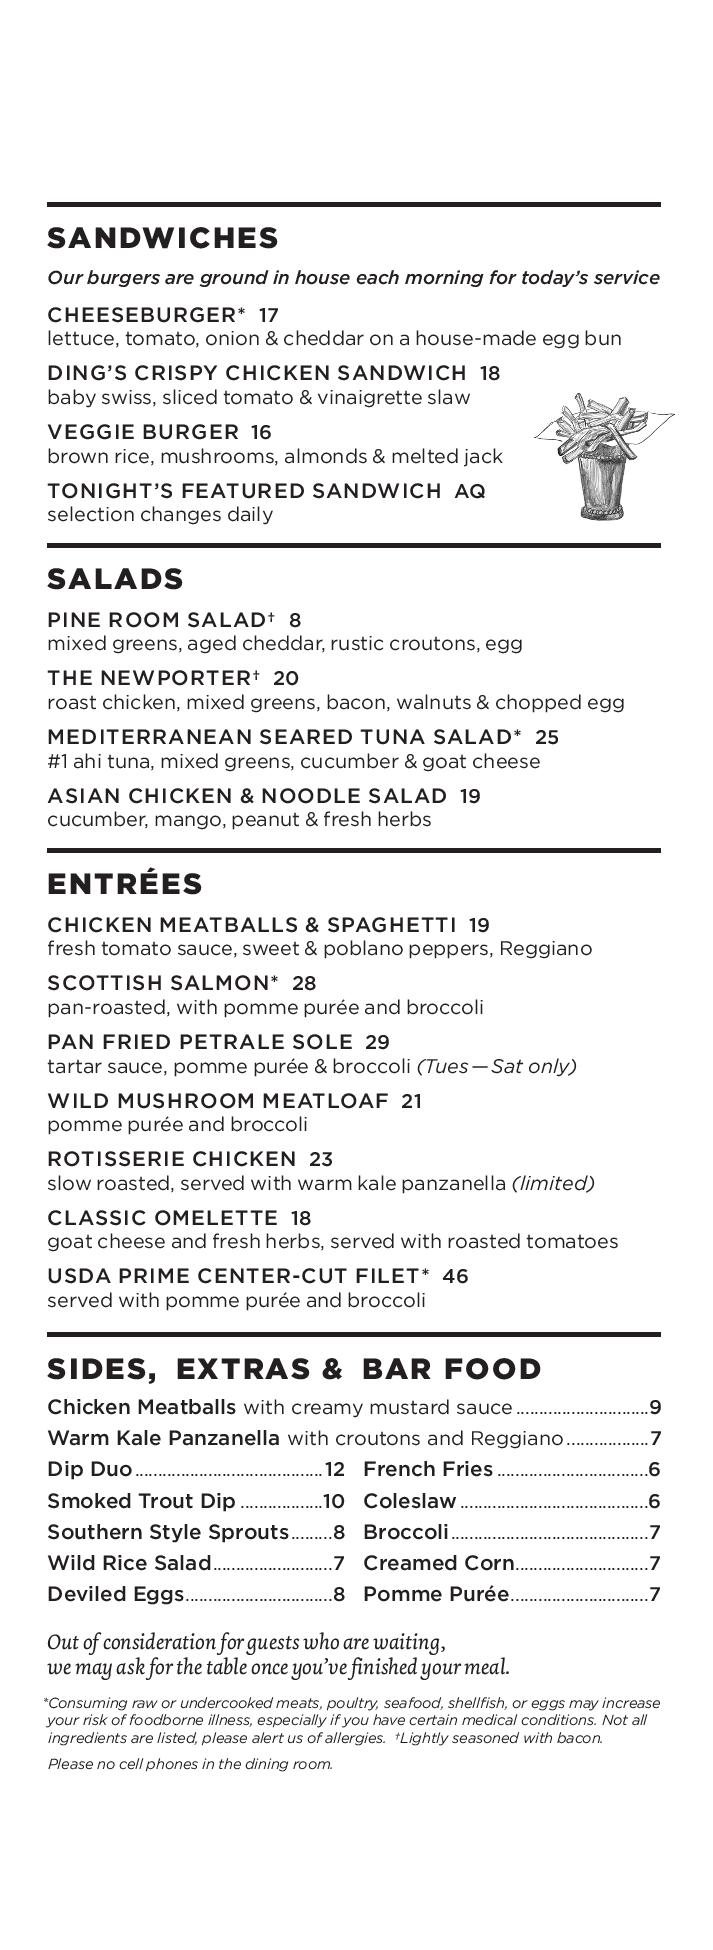 SANDWICHES
Our burgers are ground in house each morning for today's service
CHEESEBURGER* 17
lettuce, tomato, onion & cheddar on a house-made egg bun
DING'S CRISPY CHICKEN SANDWICH 18
baby swiss, sliced tomato & vinaigrette slaw
VEGGIE BURGER 16
brown rice, mushrooms, almonds & melted jack
TONIGHT'S FEATURED SANDWICH AQ
selection changes daily
SALADS
PINE ROOM SALAD† 8
mixed greens, aged cheddar, rustic croutons, egg
THE NEWPORTER† 20
roast chicken, mixed greens, bacon, walnuts & chopped egg
MEDITERRANEAN SEARED TUNA SALAD* 25
#1 ahi tuna, mixed greens, cucumber & goat cheese
ASIAN CHICKEN & NOODLE SALAD 19
cucumber, mango, peanut & fresh herbs
ENTRÉES
CHICKEN MEATBALLS & SPAGHETTI 19
fresh tomato sauce, sweet & poblano peppers, Reggiano
SCOTTISH SALMON* 28
pan-roasted, with pomme purée and broccoli
PAN FRIED PETRALE SOLE 29
tartar sauce, pomme purée & broccoli (Tues — Sat only)
WILD MUSHROOM MEATLOAF 21
pomme purée and broccoli
ROTISSERIE CHICKEN 23
slow roasted, served with warm kale panzanella (limited)
CLASSIC OMELETTE 18
goat cheese and fresh herbs, served with roasted tomatoes
USDA PRIME CENTER-CUT FILET* 46
served with pomme purée and broccoli
SIDES, EXTRAS & BAR FOOD
Chicken Meatballs with creamy mustard sauce.............................9
Warm Kale Panzanella with croutons and Reggiano..................7
Dip Duo.........................................12 French Fries.................................6
Smoked Trout Dip..................10 Coleslaw.........................................6
Southern Style Sprouts.........8 Broccoli...........................................7
Wild Rice Salad..........................7 Creamed Corn.............................7
Deviled Eggs................................8 Pomme Purée..............................7
Out of consideration for guests who are waiting,
we may ask for the table once you've finished your meal.
*Consuming raw or undercooked meats, poultry, seafood, shellfish, or eggs may increase
your risk of foodborne illness, especially if you have certain medical conditions. Not all
ingredients are listed, please alert us of allergies. †Lightly seasoned with bacon.
Please no cell phones in the dining room.